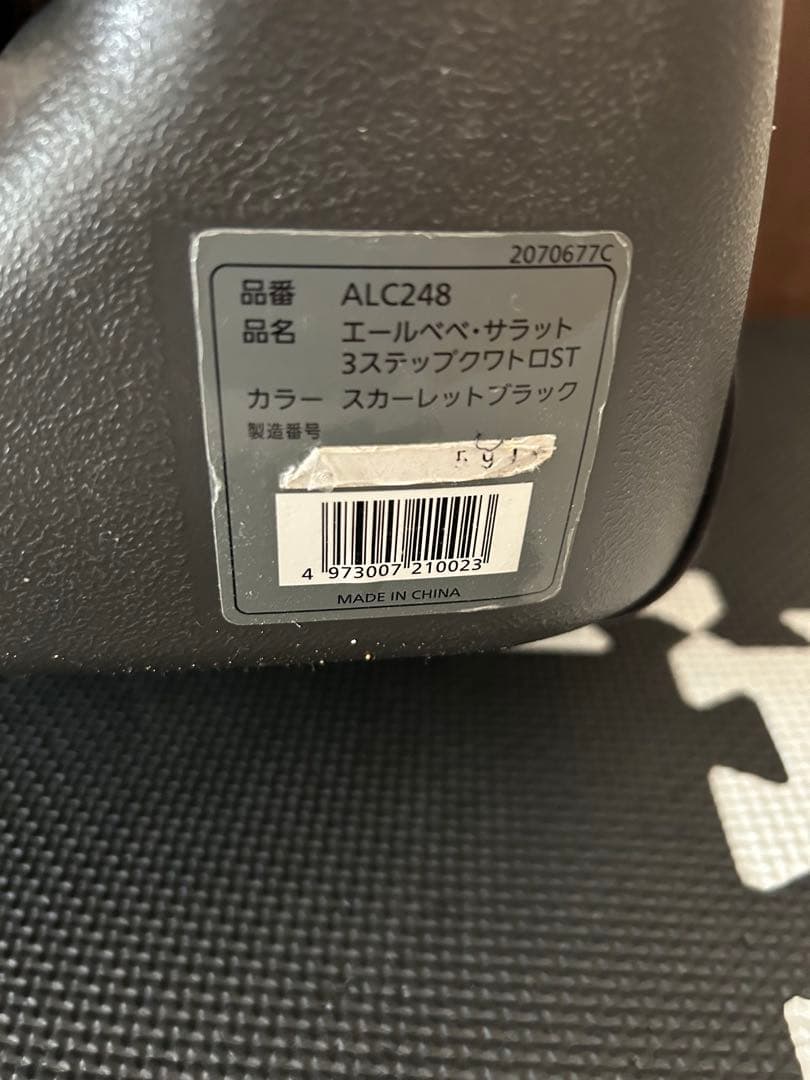 2070677C
品番 ALC248
品名 エールベベ・サラット
3ステップクワトロST
カラー スカーレットブラック
製造番号
4 973007 210023
MADE IN CHINA